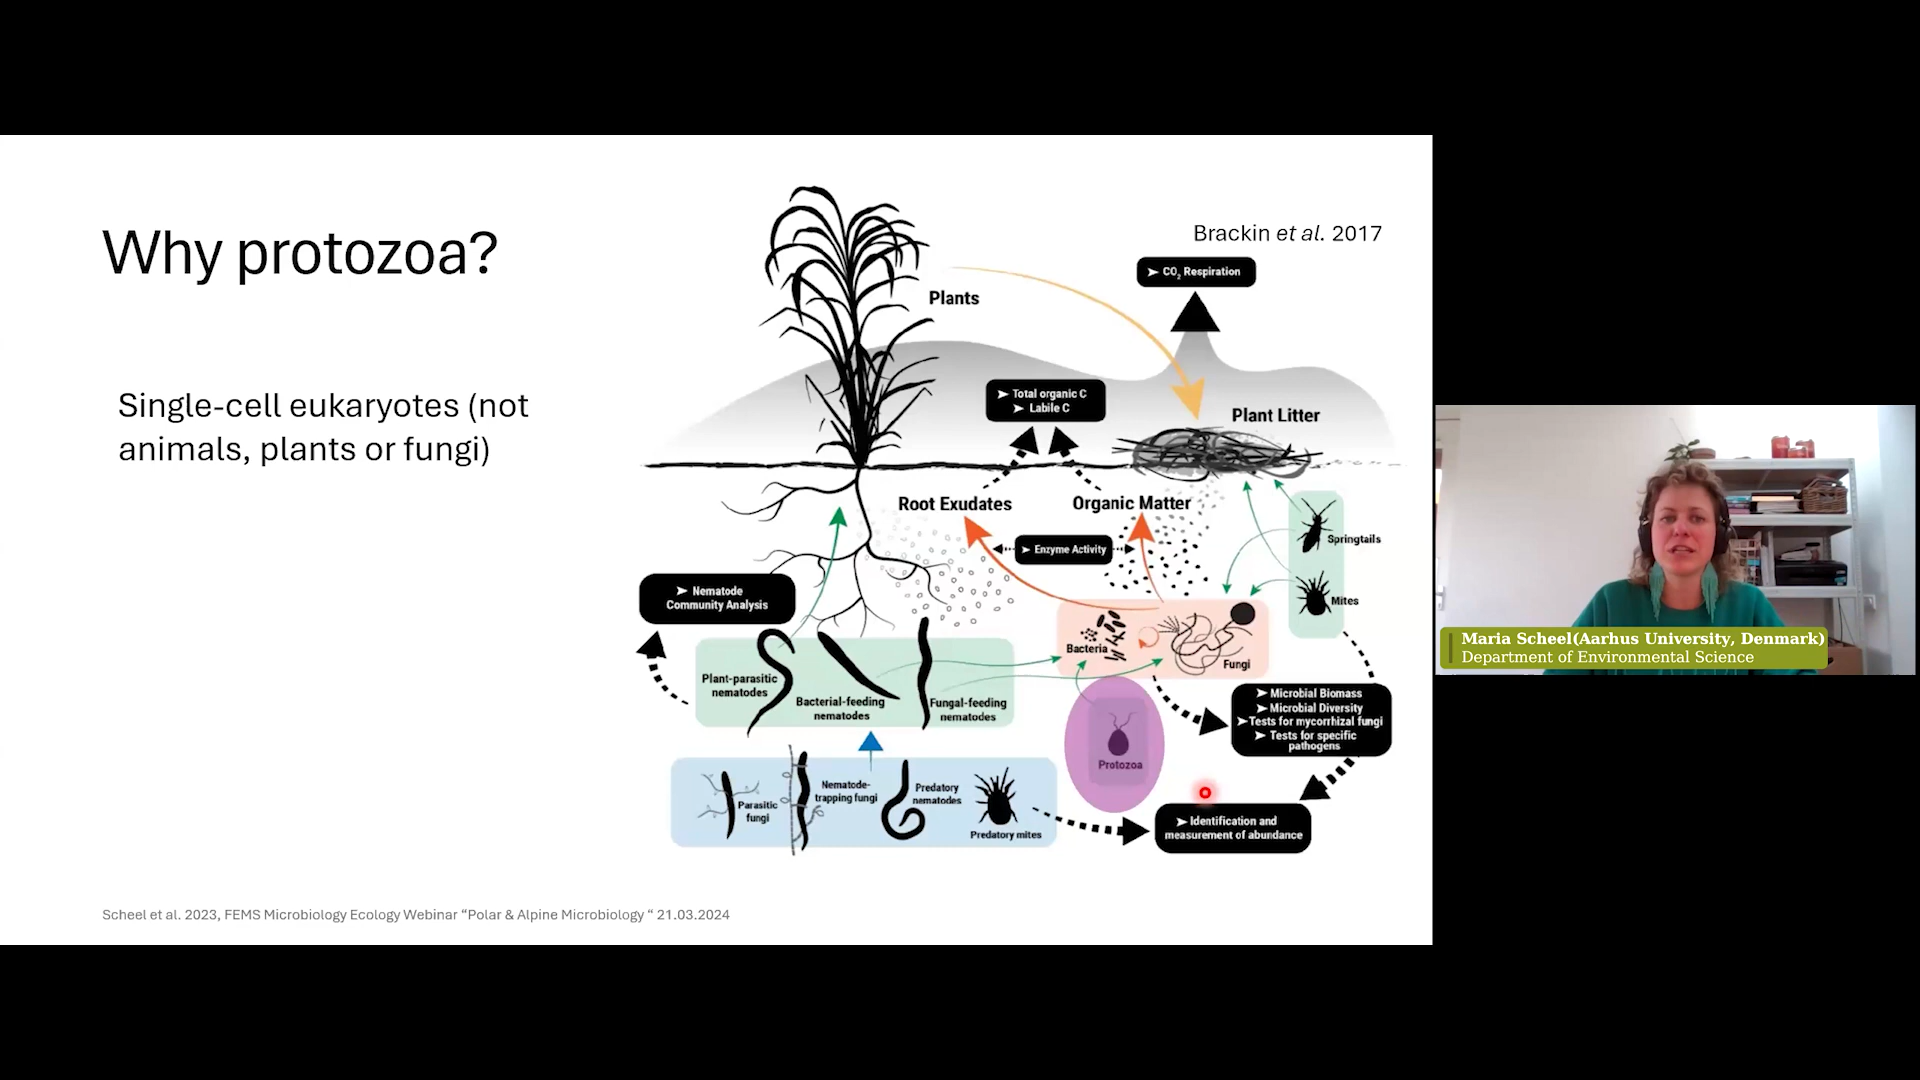 Why protozoa?
Single-cell eukaryotes (not
animals, plants or fungi)
Brackin et al. 2017
➤ CO₂ Respiration
Plants
➤ Total organic C
➤ Labile C
Plant Litter
Root Exudates
Organic Matter
➤ Enzyme Activity
Springtails
Mites
➤ Nematode
Community Analysis
Bacteria
Fungi
Plant-parasitic
nematodes
Bacterial-feeding
nematodes
Fungal-feeding
nematodes
➤ Microbial Biomass
➤ Microbial Diversity
➤ Tests for mycorrhizal fungi
➤ Tests for specific
pathogens
Protozoa
Parasitic
fungi
Nematode-
trapping fungi
Predatory
nematodes
Predatory mites
➤ Identification and
measurement of abundance
Scheel et al. 2023, FEMS Microbiology Ecology Webinar “Polar & Alpine Microbiology “ 21.03.2024
Maria Scheel(Aarhus University, Denmark)
Department of Environmental Science